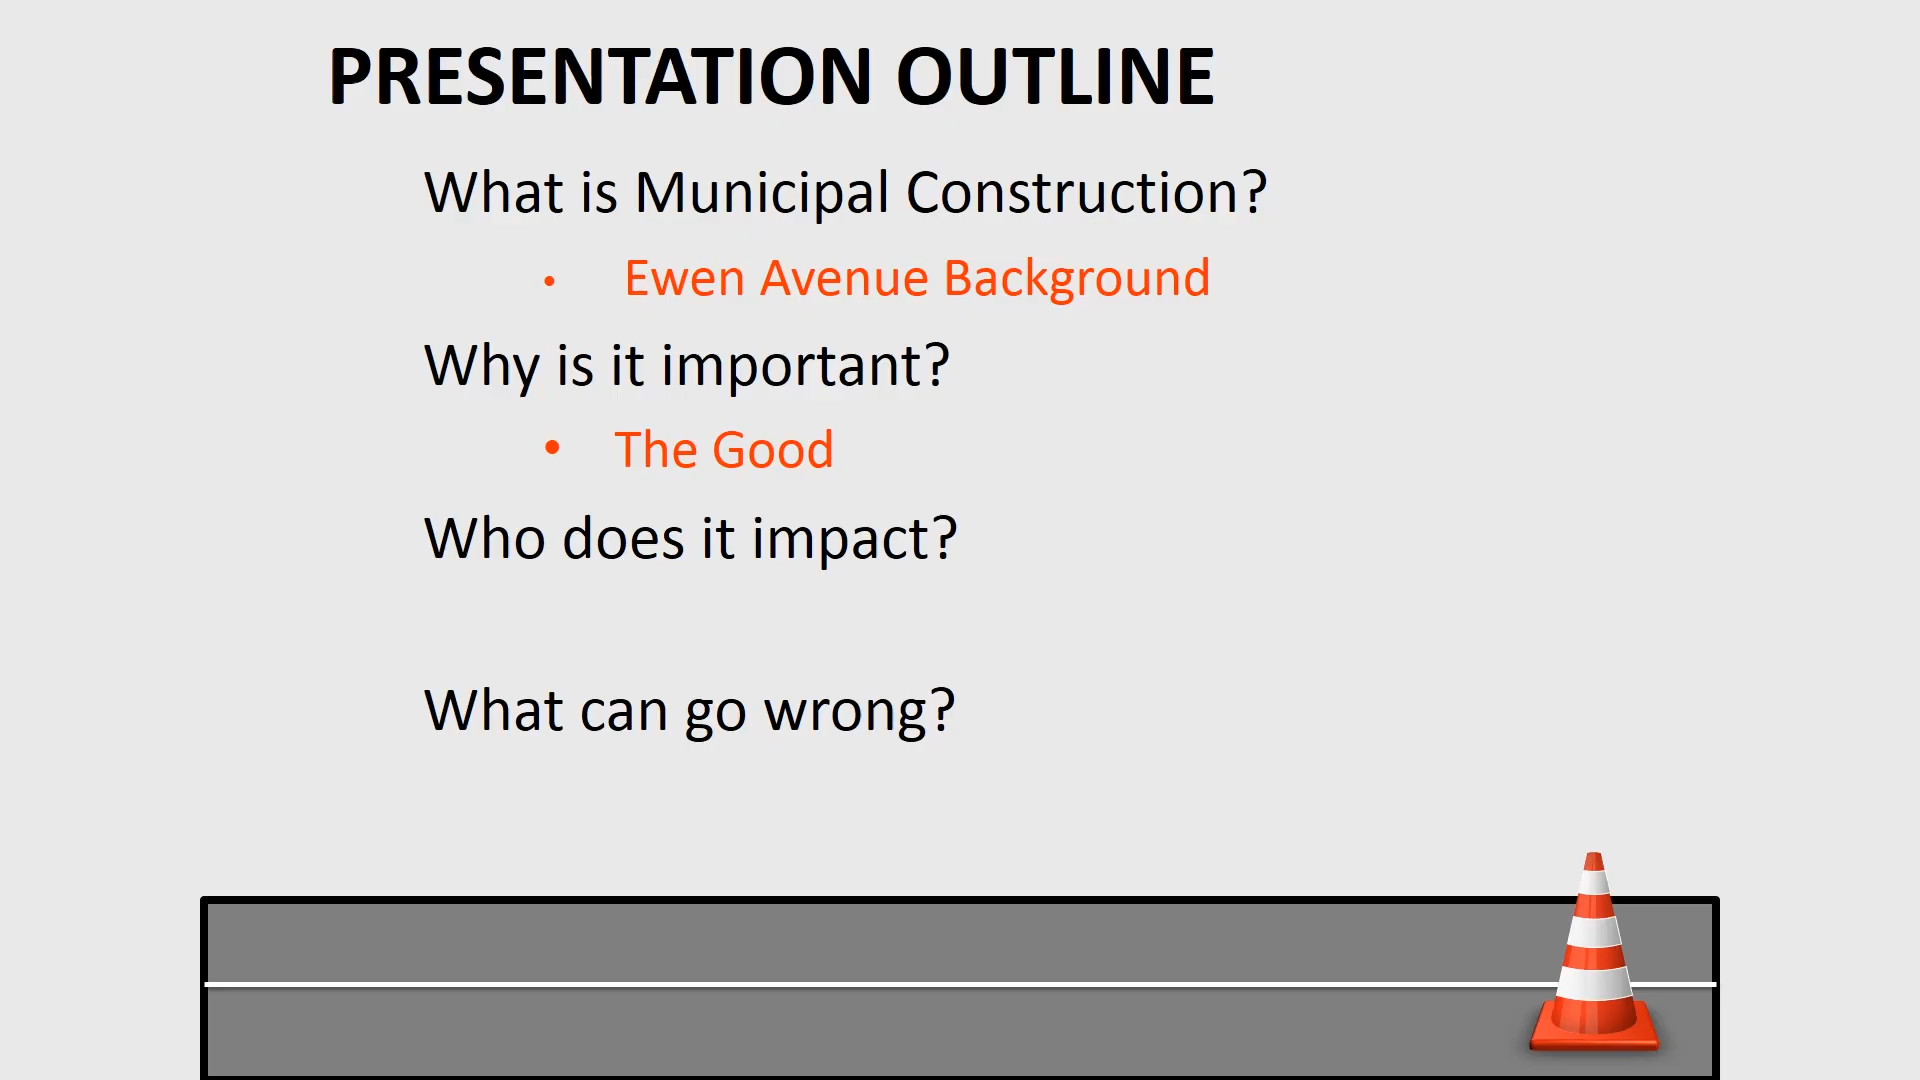 PRESENTATION OUTLINE
What is Municipal Construction?
• Ewen Avenue Background
Why is it important?
• The Good
Who does it impact?
What can go wrong?